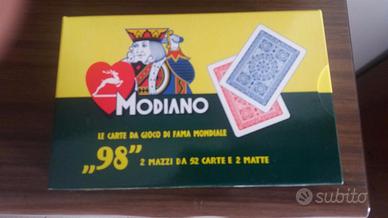 MODIANO
LE CARTE DA GIOCO DI FAMA MONDIALE
„98” 2 MAZZI DA 52 CARTE E 2 MATTE
subito